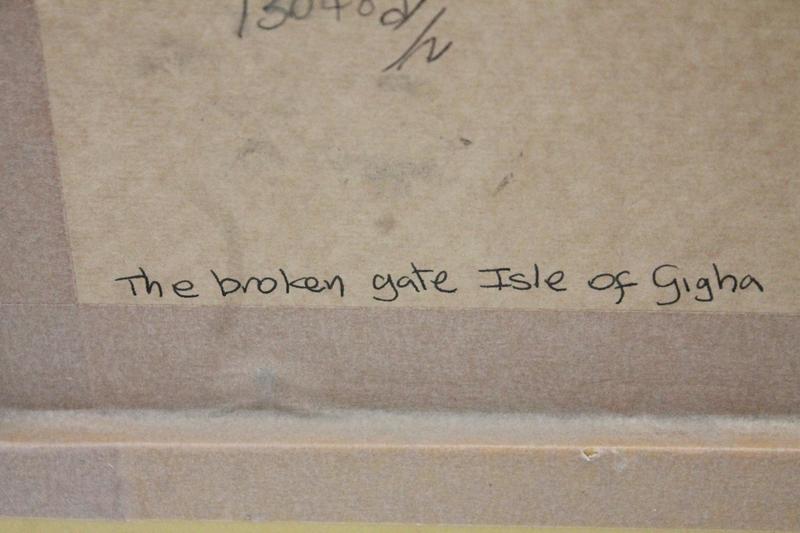 The broken gate Isle of Gigha